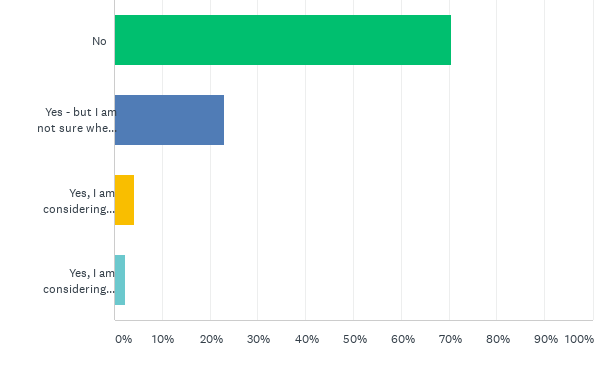 No
Yes - but I am
not sure whe...
Yes, I am
considering...
Yes, I am
considering...
0% 10% 20% 30% 40% 50% 60% 70% 80% 90% 100%